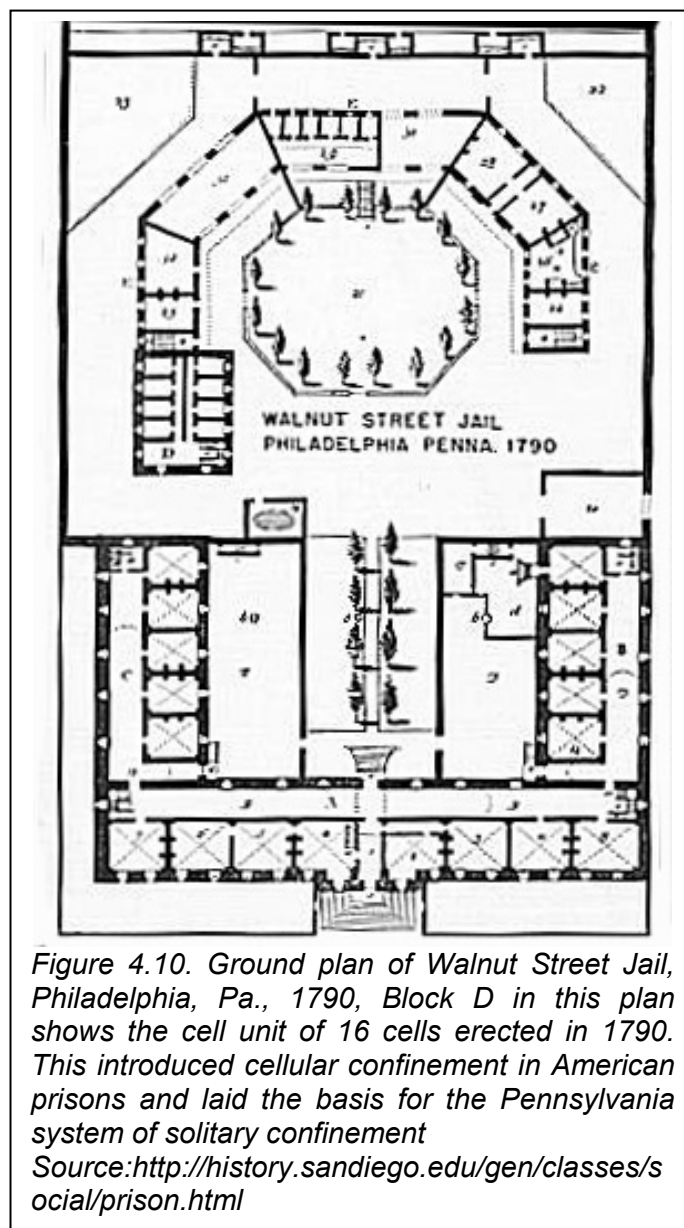 WALNUT STREET JAIL
PHILADELPHIA PENNA. 1790
D
Figure 4.10. Ground plan of Walnut Street Jail,
Philadelphia, Pa., 1790, Block D in this plan
shows the cell unit of 16 cells erected in 1790.
This introduced cellular confinement in American
prisons and laid the basis for the Pennsylvania
system of solitary confinement
Source:http://history.sandiego.edu/gen/classes/s
ocial/prison.html